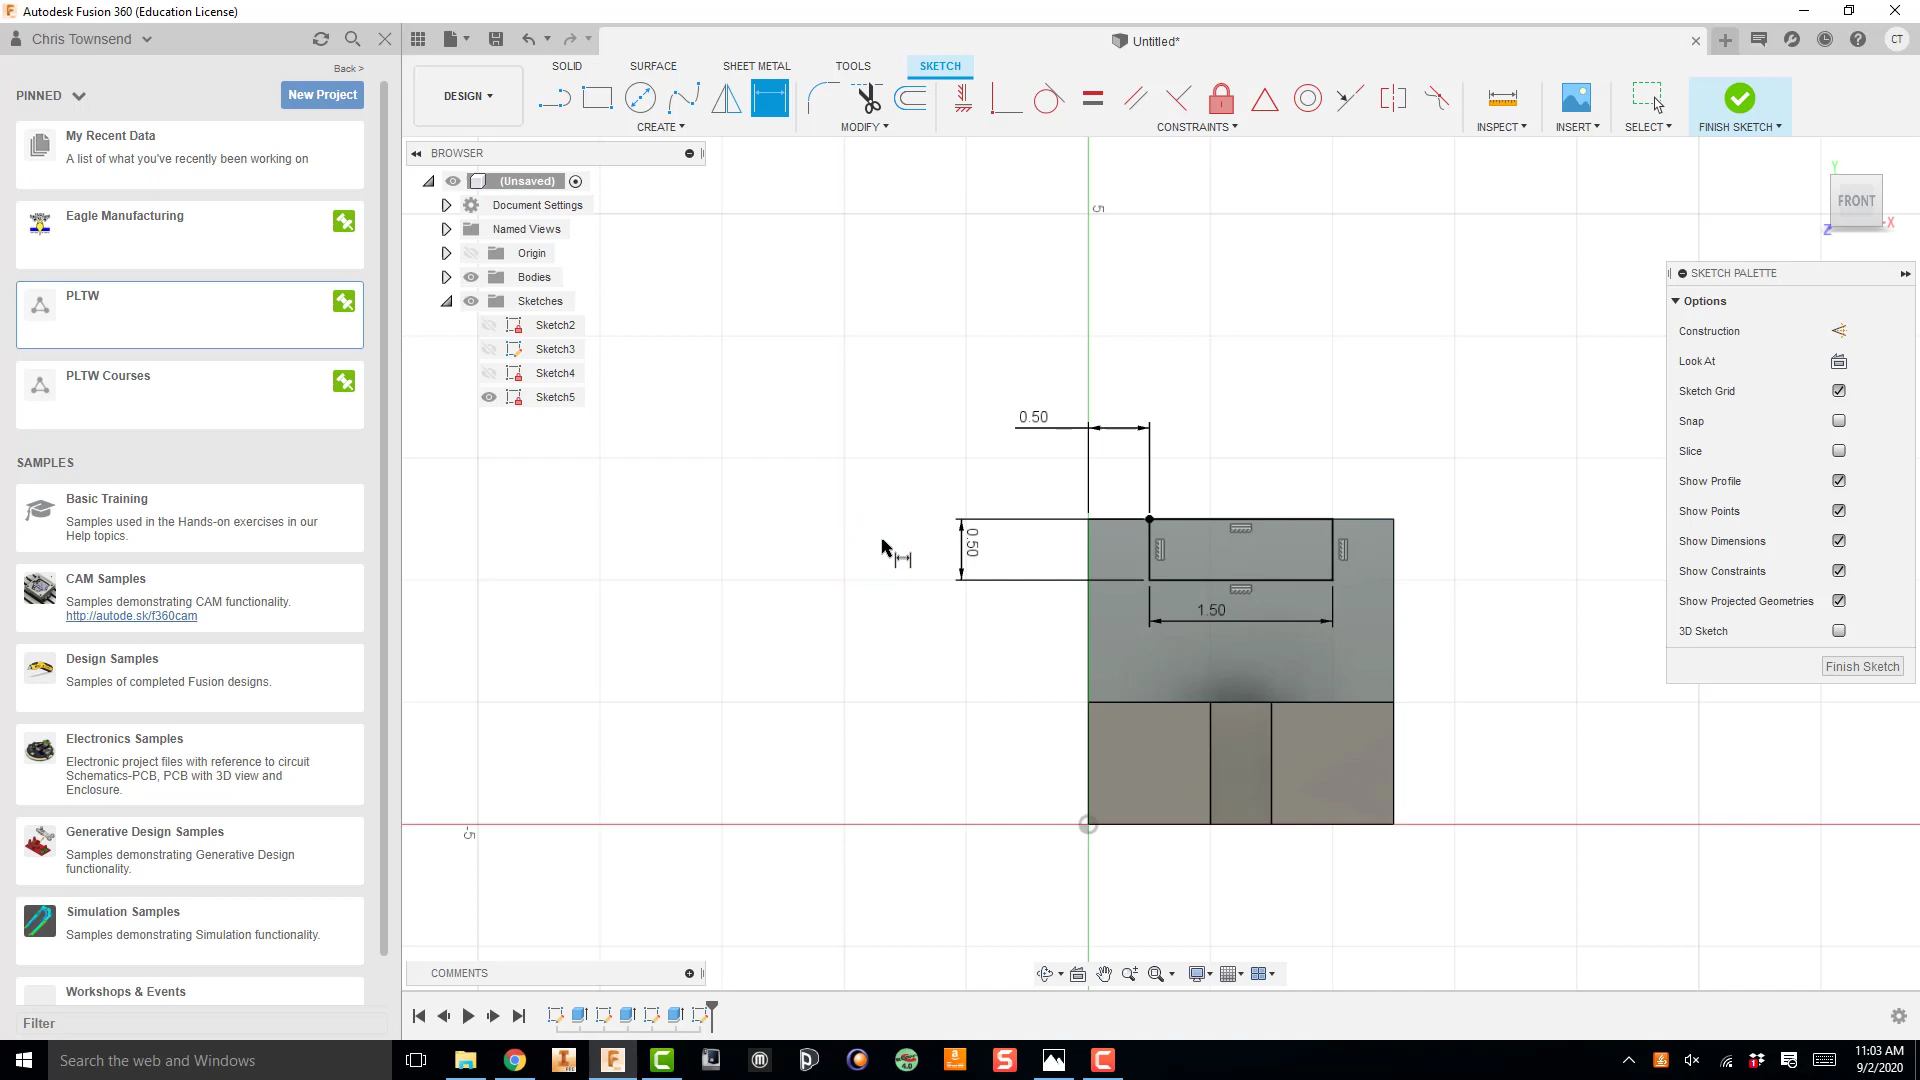 Autodesk Fusion 360 (Education License)
Chris Townsend
Untitled*
CT
Back >
PINNED
New Project
My Recent Data
A list of what you've recently been working on
Eagle Manufacturing
PLTW
PLTW Courses
SAMPLES
Basic Training
Samples used in the Hands-on exercises in our
Help topics.
CAM Samples
Samples demonstrating CAM functionality.
http://autode.sk/f360cam
Design Samples
Samples of completed Fusion designs.
Electronics Samples
Electronic project files with reference to circuit
Schematics-PCB, PCB with 3D view and
Enclosure.
Generative Design Samples
Samples demonstrating Generative Design
functionality.
Simulation Samples
Samples demonstrating Simulation functionality.
Workshops & Events
Filter
SOLID
SURFACE
SHEET METAL
TOOLS
SKETCH
DESIGN
CREATE
MODIFY
CONSTRAINTS
INSPECT
INSERT
SELECT
FINISH SKETCH
BROWSER
(Unsaved)
Document Settings
Named Views
Origin
Bodies
Sketches
Sketch2
Sketch3
Sketch4
Sketch5
5
-5
0.50
0.50
1.50
Y
FRONT
X
Z
SKETCH PALETTE
Options
Construction
Look At
Sketch Grid
Snap
Slice
Show Profile
Show Points
Show Dimensions
Show Constraints
Show Projected Geometries
3D Sketch
Finish Sketch
COMMENTS
Search the web and Windows
4.0
11:03 AM
9/2/2020